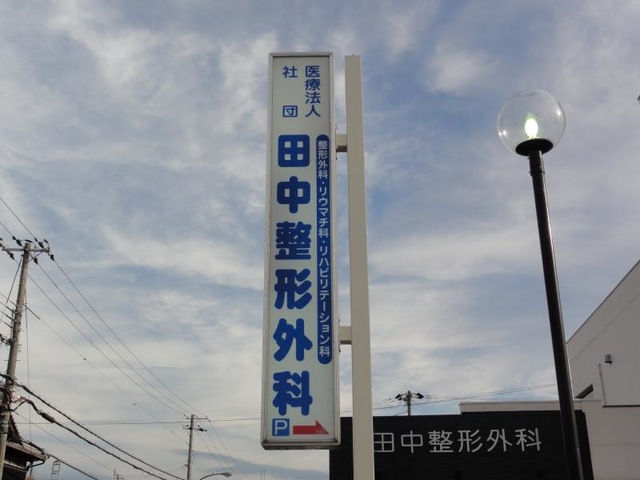 医療法人
社団
整形外科・リウマチ科・リハビリテーション科
田中整形外科
P
田中整形外科